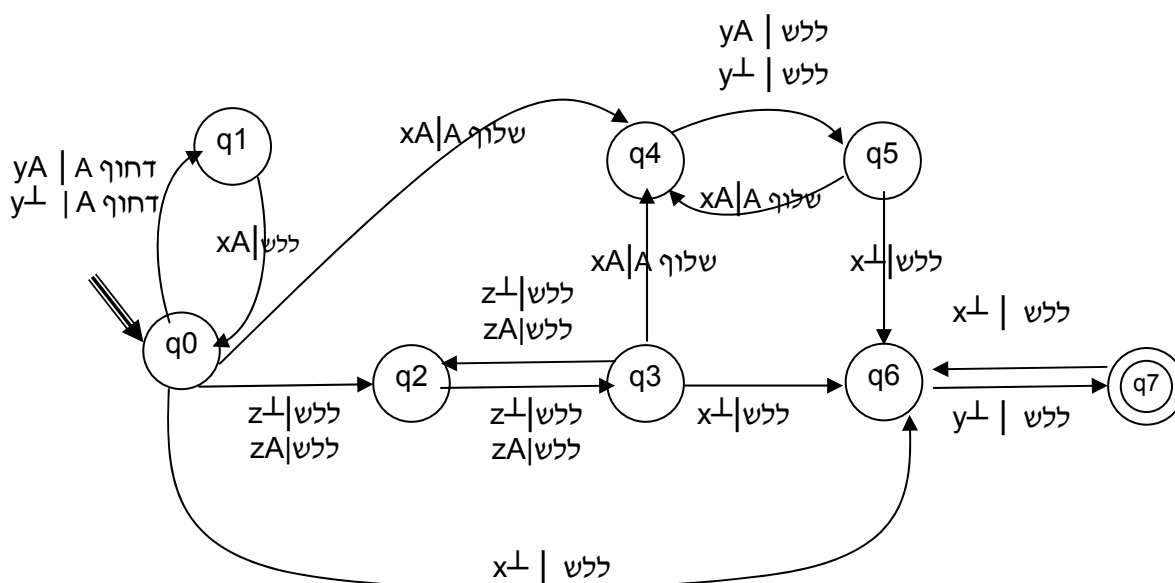 yA | ללש
y⊥ | ללש
q1
xA|A שלוף
q4
q5
yA | A דחוף
y⊥ | A דחוף
xA|A שלוף
xA|ללש
xA|A שלוף
x⊥|ללש
z⊥|ללש
zA|ללש
x⊥ | ללש
q0
q2
q3
q6
q7
z⊥|ללש
zA|ללש
z⊥|ללש
zA|ללש
x⊥|ללש
y⊥ | ללש
x⊥ | ללש